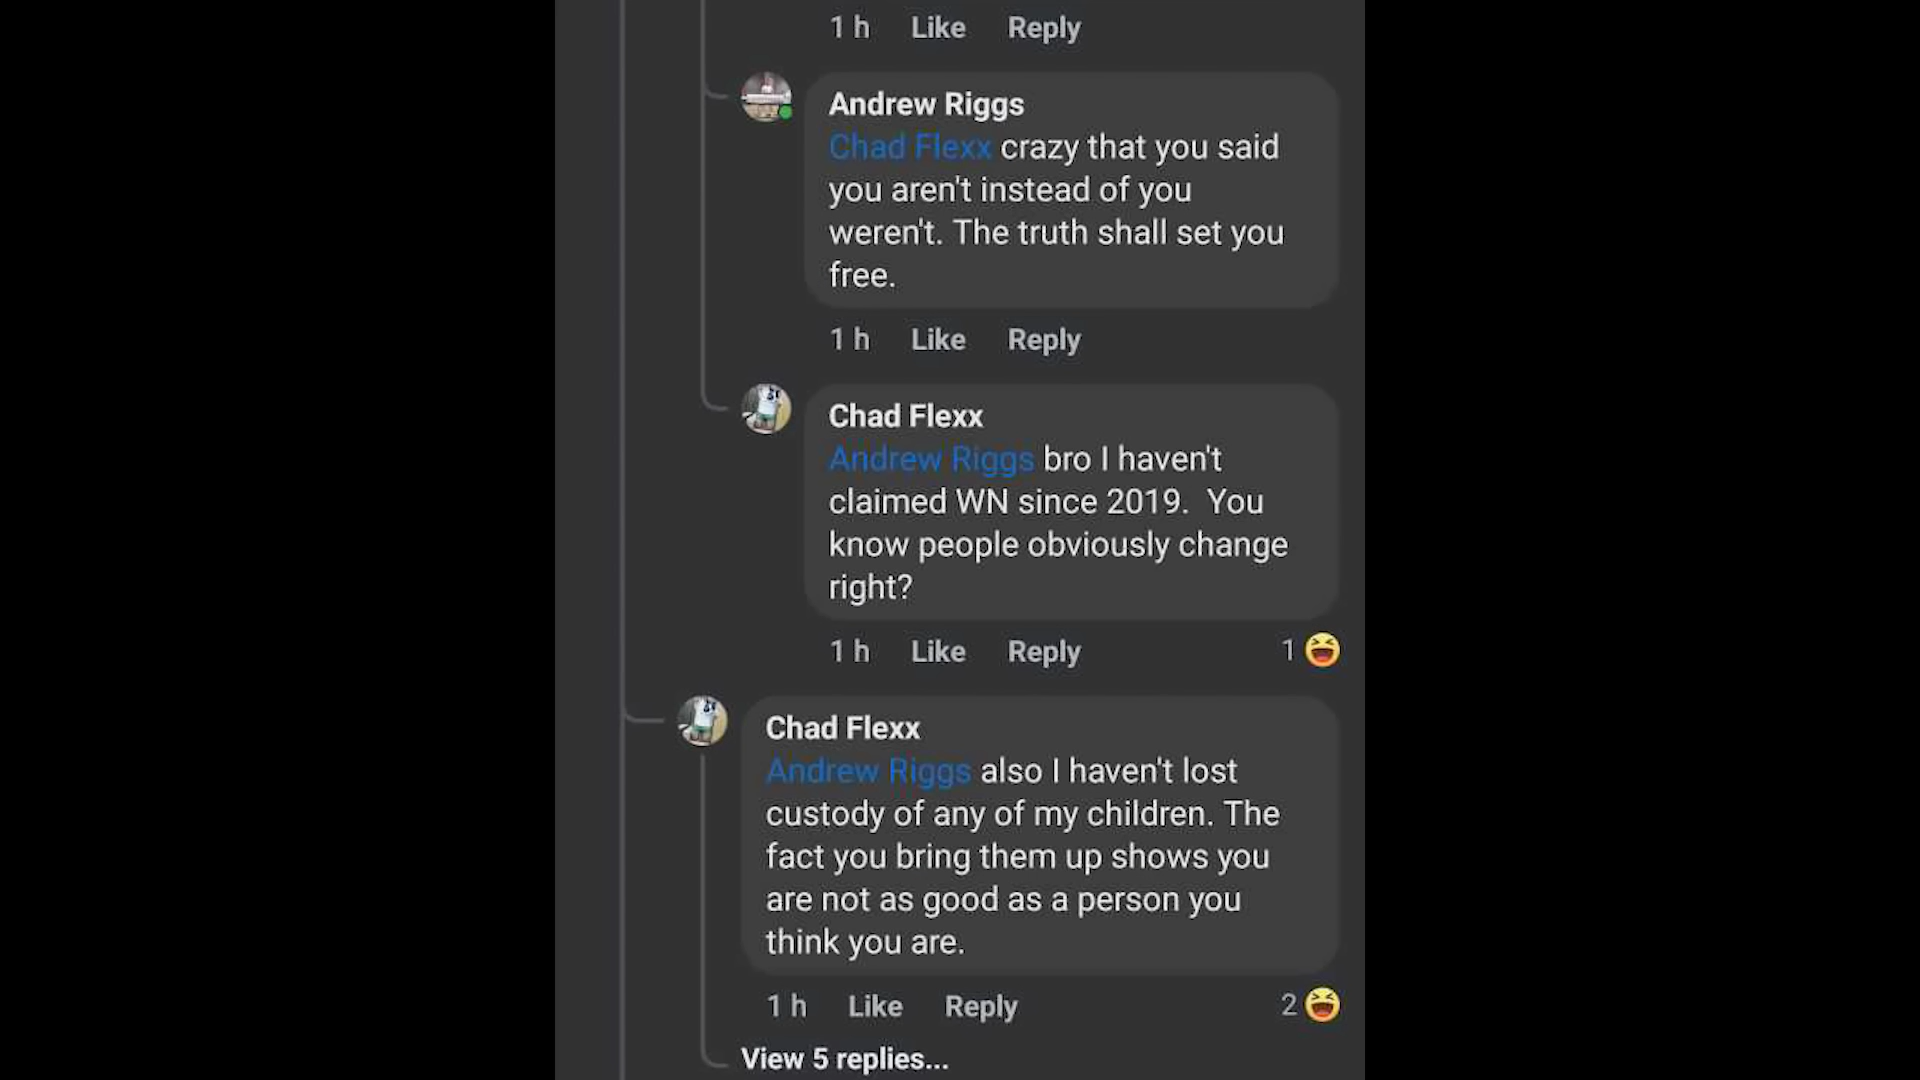 1 h Like Reply
Andrew Riggs
Chad Flexx crazy that you said
you aren't instead of you
weren't. The truth shall set you
free.
1 h Like Reply
Chad Flexx
Andrew Riggs bro I haven't
claimed WN since 2019.  You
know people obviously change
right?
1 h Like Reply 1
Chad Flexx
Andrew Riggs also I haven't lost
custody of any of my children. The
fact you bring them up shows you
are not as good as a person you
think you are.
1 h Like Reply 2
View 5 replies...